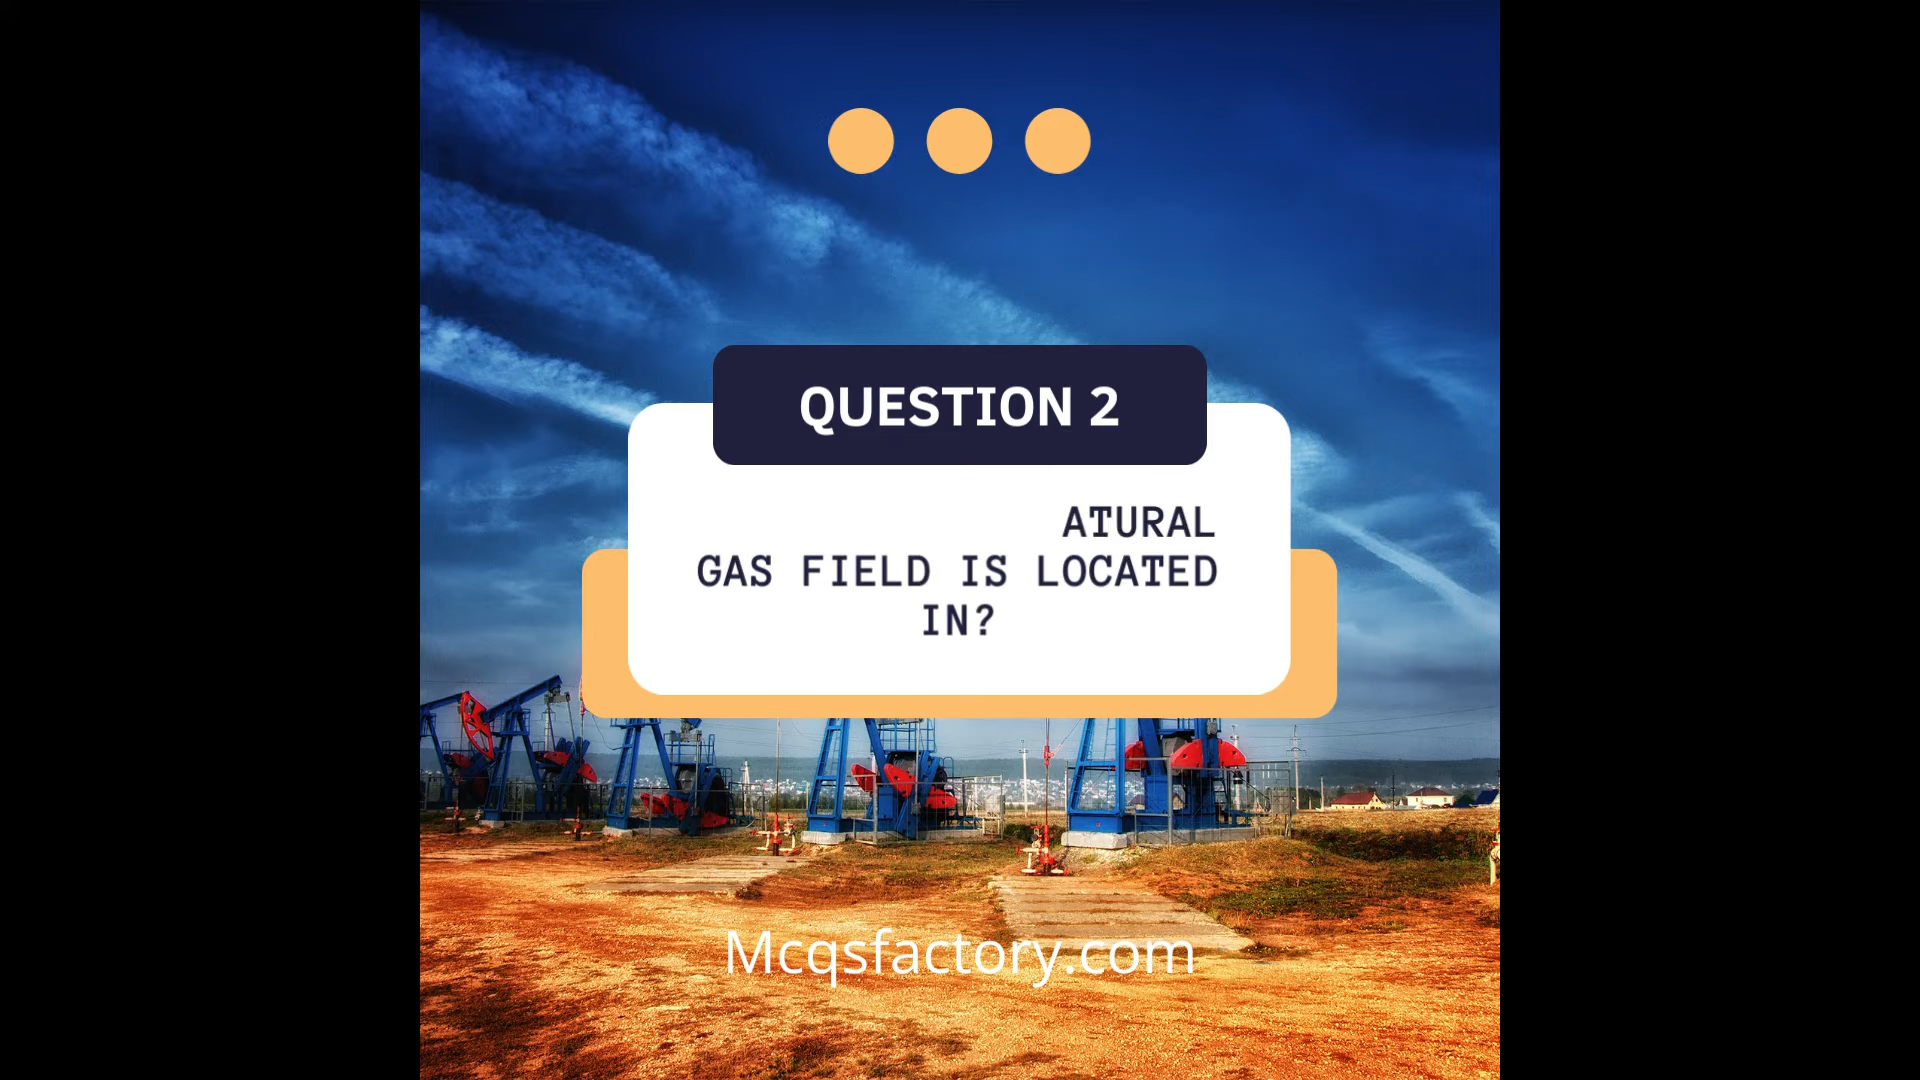 QUESTION 2
ATURAL
GAS FIELD IS LOCATED
IN?
Mcqsfactory.com